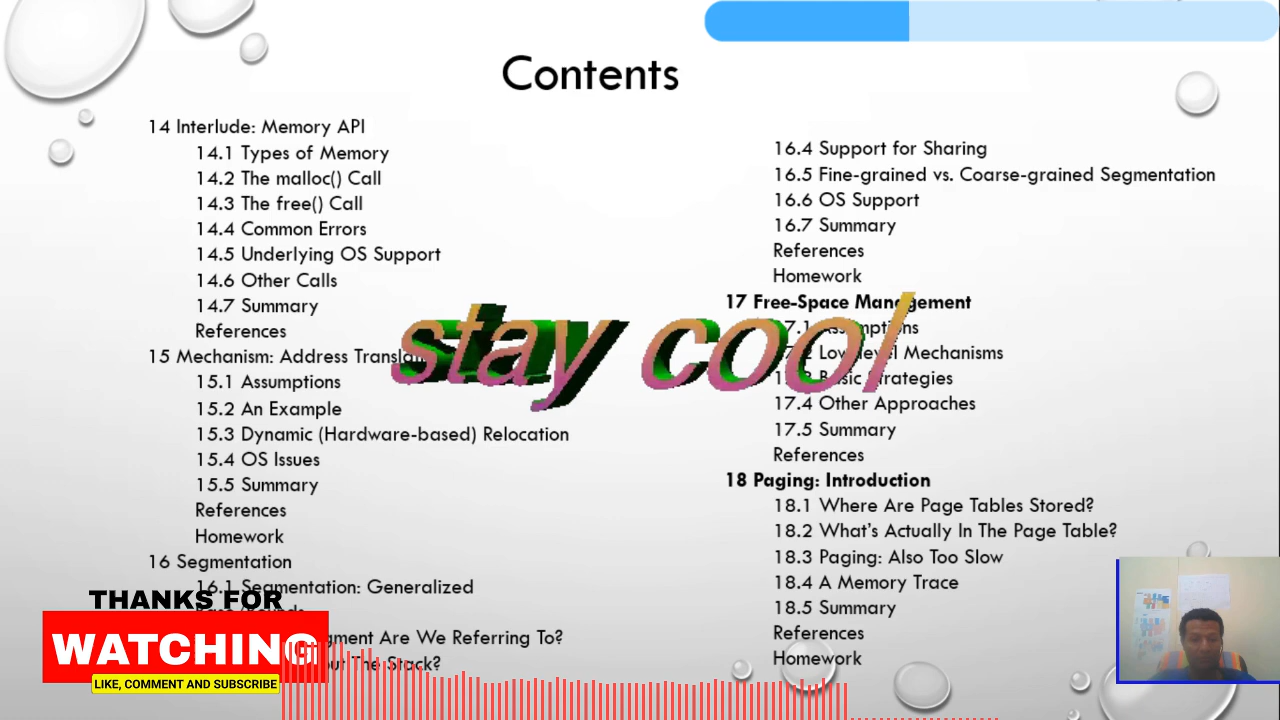 Contents
14 Interlude: Memory API
14.1 Types of Memory
14.2 The malloc() Call
14.3 The free() Call
14.4 Common Errors
14.5 Underlying OS Support
14.6 Other Calls
14.7 Summary
References
15 Mechanism: Address
15.1 Assumptions
15.2 An Example
15.3 Dynamic (Hardware-based) Relocation
15.4 OS Issues
15.5 Summary
References
Homework
16 Segmentation
16.1 Segmentation: Generalized
Are We Referring To?
The Stack?
16.4 Support for Sharing
16.5 Fine-grained vs. Coarse-grained Segmentation
16.6 OS Support
16.7 Summary
References
Homework
17 Free-Space Management
17.1 Assumptions
17.2 Low-level Mechanisms
17.3 Basic Strategies
17.4 Other Approaches
17.5 Summary
References
18 Paging: Introduction
18.1 Where Are Page Tables Stored?
18.2 What's Actually In The Page Table?
18.3 Paging: Also Too Slow
18.4 A Memory Trace
18.5 Summary
References
Homework
stay cool
THANKS FOR
WATCHING
LIKE, COMMENT AND SUBSCRIBE